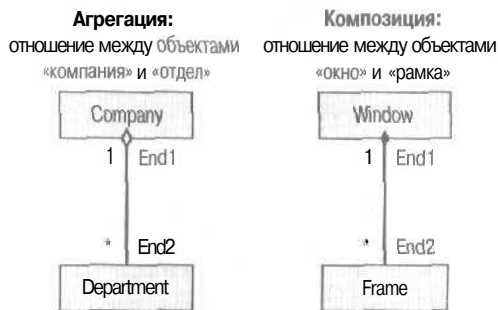 Агрегация:
отношение между объектами
«компания» и «отдел»
Company
1 End1
* End2
Department
Композиция:
отношение между объектами
«окно» и «рамка»
Window
1 End1
* End2
Frame